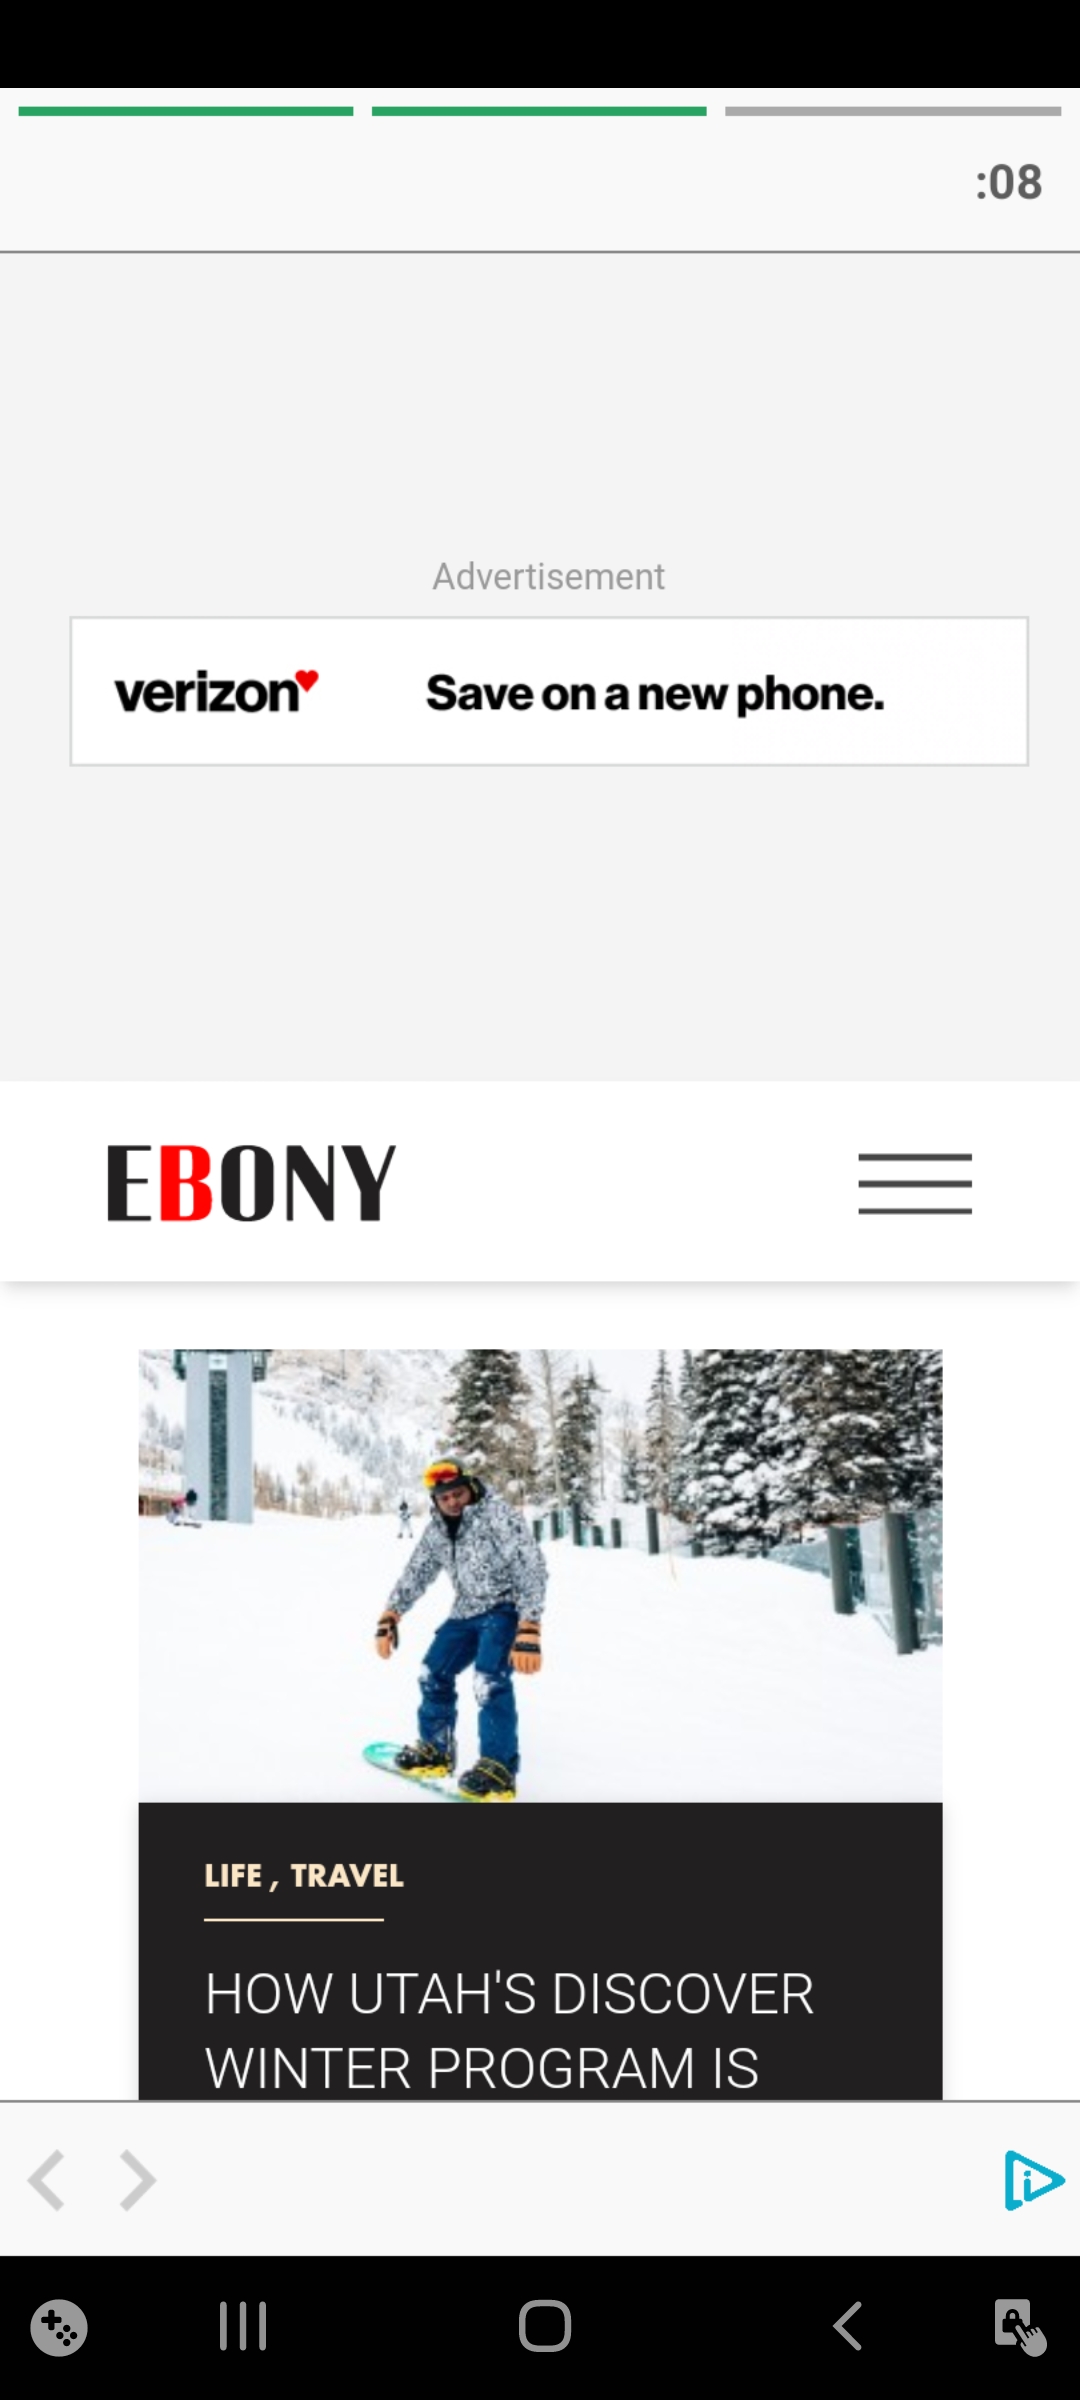 :08
Advertisement
verizon
Save on a new phone.
EBONY
LIFE , TRAVEL
HOW UTAH'S DISCOVER
WINTER PROGRAM IS